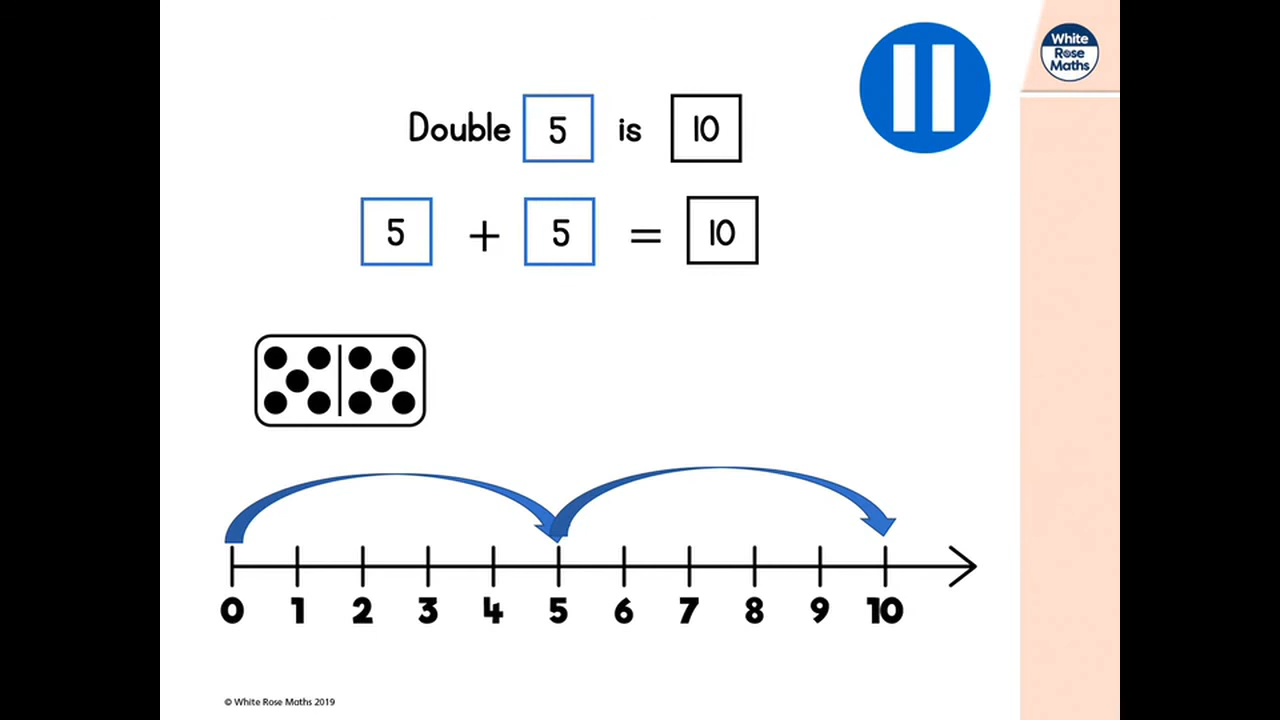 White
Rose
Maths
Double 5 is 10
5 + 5 = 10
0 1 2 3 4 5 6 7 8 9 10
© White Rose Maths 2019